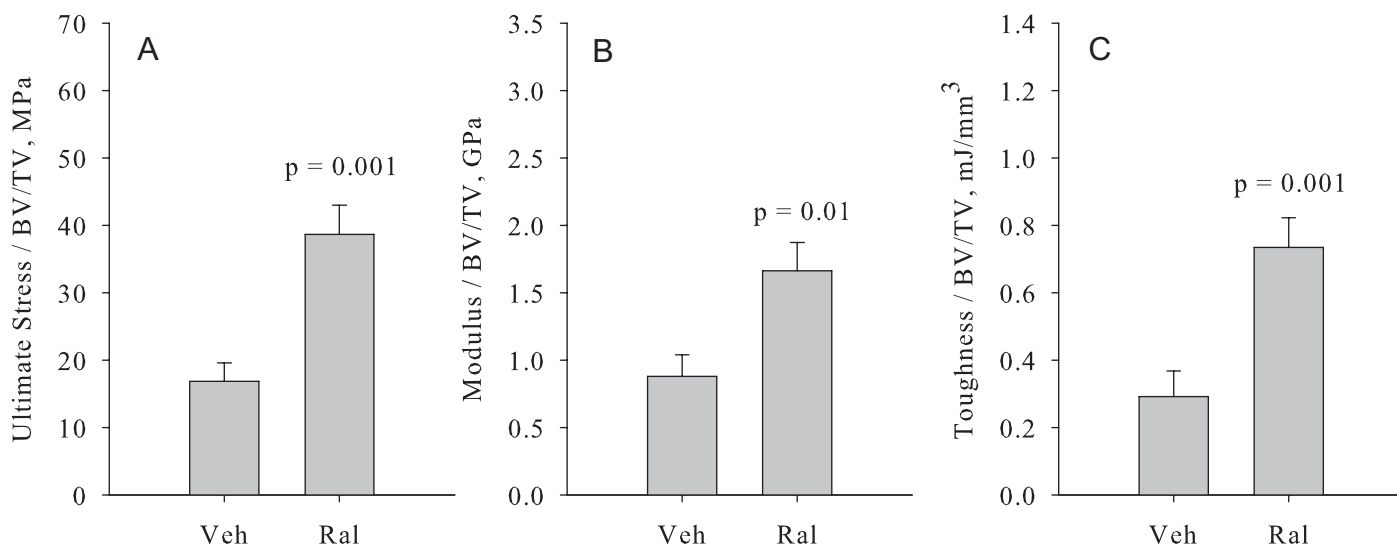 A
Ultimate Stress / BV/TV, MPa
70
60
50
40
30
20
10
0
p = 0.001
Veh Ral
B
Modulus / BV/TV, GPa
3.5
3.0
2.5
2.0
1.5
1.0
0.5
0.0
p = 0.01
Veh Ral
C
Toughness / BV/TV, mJ/mm³
1.4
1.2
1.0
0.8
0.6
0.4
0.2
0.0
p = 0.001
Veh Ral